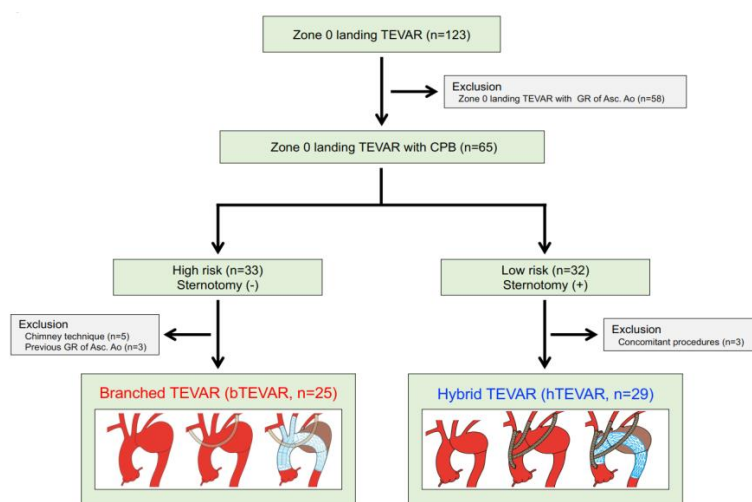 Zone 0 landing TEVAR (n=123)
Exclusion
Zone 0 landing TEVAR with GR of Asc. Ao (n=58)
Zone 0 landing TEVAR with CPB (n=65)
High risk (n=33)
Sternotomy (-)
Low risk (n=32)
Sternotomy (+)
Exclusion
Chimney technique (n=5)
Previous GR of Asc. Ao (n=3)
Exclusion
Concomitant procedures (n=3)
Branched TEVAR (bTEVAR, n=25)
Hybrid TEVAR (hTEVAR, n=29)